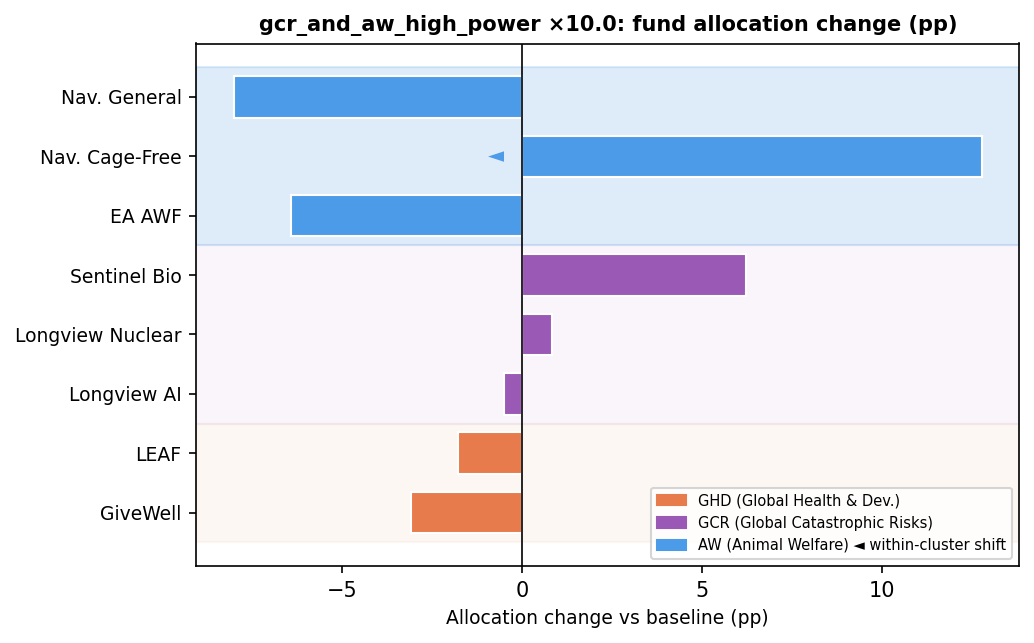 gcr_and_aw_high_power ×10.0: fund allocation change (pp)
Nav. General
Nav. Cage-Free
EA AWF
Sentinel Bio
Longview Nuclear
Longview AI
LEAF
GiveWell
GHD (Global Health & Dev.)
GCR (Global Catastrophic Risks)
AW (Animal Welfare) ◄ within-cluster shift
−5 0 5 10
Allocation change vs baseline (pp)